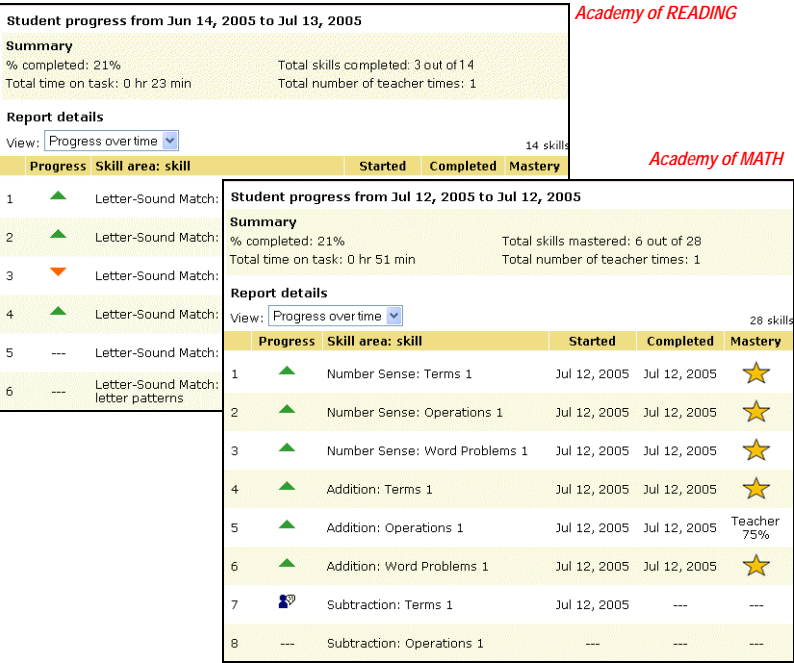 Academy of READING
Student progress from Jun 14, 2005 to Jul 13, 2005
Summary
% completed: 21% Total skills completed: 3 out of 14
Total time on task: 0 hr 23 min Total number of teacher times: 1
Report details
View: Progress over time 14 skills
Progress Skill area: skill Started Completed Mastery
1 Letter-Sound Match:
2 Letter-Sound Match:
3 Letter-Sound Match:
4 Letter-Sound Match:
5 --- Letter-Sound Match:
6 --- Letter-Sound Match:
letter patterns
Academy of MATH
Student progress from Jul 12, 2005 to Jul 12, 2005
Summary
% completed: 21% Total skills mastered: 6 out of 28
Total time on task: 0 hr 51 min Total number of teacher times: 1
Report details
View: Progress over time 28 skills
Progress Skill area: skill Started Completed Mastery
1 Number Sense: Terms 1 Jul 12, 2005 Jul 12, 2005
2 Number Sense: Operations 1 Jul 12, 2005 Jul 12, 2005
3 Number Sense: Word Problems 1 Jul 12, 2005 Jul 12, 2005
4 Addition: Terms 1 Jul 12, 2005 Jul 12, 2005
5 Addition: Operations 1 Jul 12, 2005 Jul 12, 2005 Teacher
75%
6 Addition: Word Problems 1 Jul 12, 2005 Jul 12, 2005
7 Subtraction: Terms 1 Jul 12, 2005 --- ---
8 --- Subtraction: Operations 1 --- --- ---